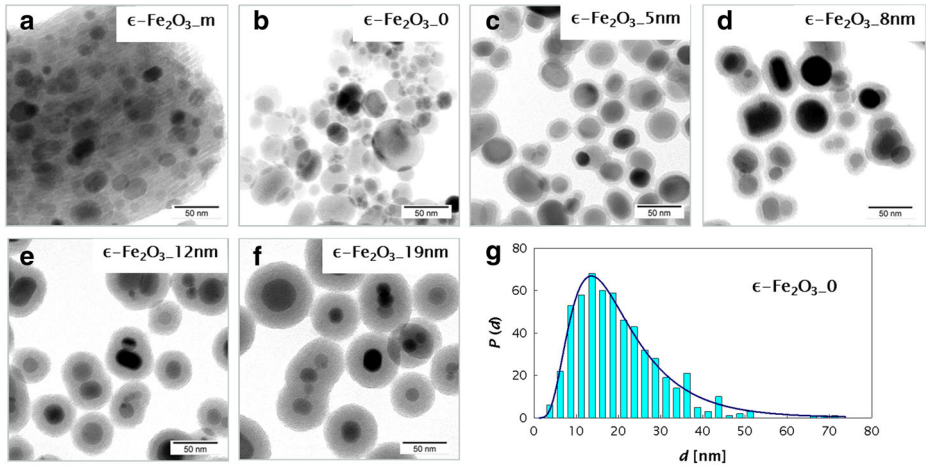 a
ϵ-Fe₂O₃_m
50 nm
b
ϵ-Fe₂O₃_0
50 nm
c
ϵ-Fe₂O₃_5nm
50 nm
d
ϵ-Fe₂O₃_8nm
50 nm
e
ϵ-Fe₂O₃_12nm
50 nm
f
ϵ-Fe₂O₃_19nm
50 nm
g
ϵ-Fe₂O₃_0
P (d)
80
60
40
20
0
0 10 20 30 40 50 60 70 80
d [nm]